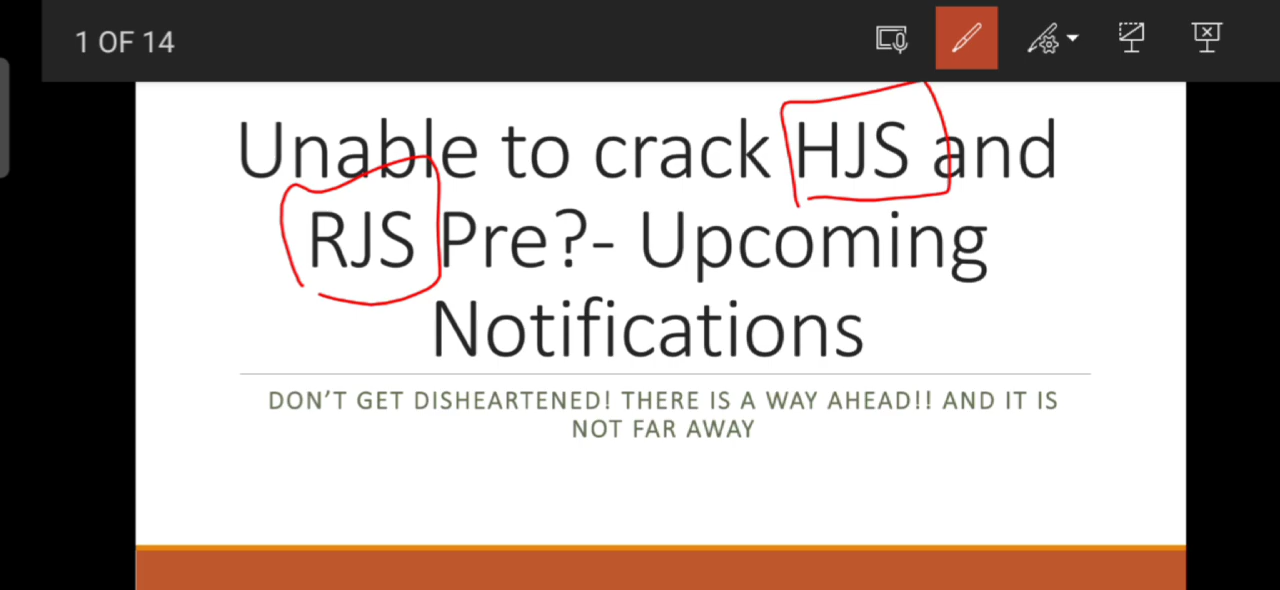 1 OF 14
Unable to crack HJS and
RJS Pre?- Upcoming
Notifications
DON’T GET DISHEARTENED! THERE IS A WAY AHEAD!! AND IT IS
NOT FAR AWAY